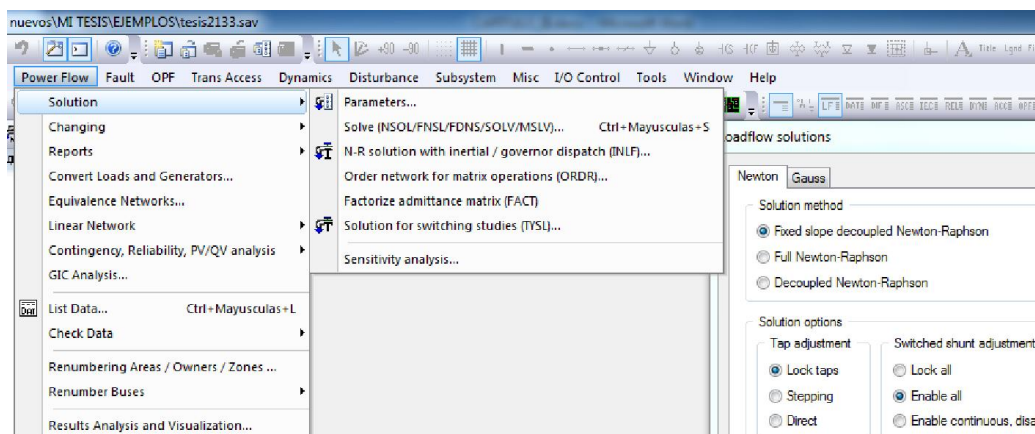 nuevos\MI TESIS\EJEMPLOS\tesis2133.sav
+90 -90 Title Lgnd
Power Flow Fault OPF Trans Access Dynamics Disturbance Subsystem Misc I/O Control Tools Window Help
Solution
Changing
Reports
Convert Loads and Generators...
Equivalence Networks...
Linear Network
Contingency, Reliability, PV/QV analysis
GIC Analysis...
List Data... Ctrl+Mayusculas+L
Check Data
Renumbering Areas / Owners / Zones ...
Renumber Buses
Results Analysis and Visualization...
Parameters...
Solve (NSOL/FNSL/FDNS/SOLV/MSLV)... Ctrl+Mayusculas+S
N-R solution with inertial / governor dispatch (INLF)...
Order network for matrix operations (ORDR)...
Factorize admittance matrix (FACT)
Solution for switching studies (TYSL)...
Sensitivity analysis...
oadflow solutions
Newton Gauss
Solution method
Fixed slope decoupled Newton-Raphson
Full Newton-Raphson
Decoupled Newton-Raphson
Solution options
Tap adjustment
Lock taps
Stepping
Direct
Switched shunt adjustment
Lock all
Enable all
Enable continuous, disa